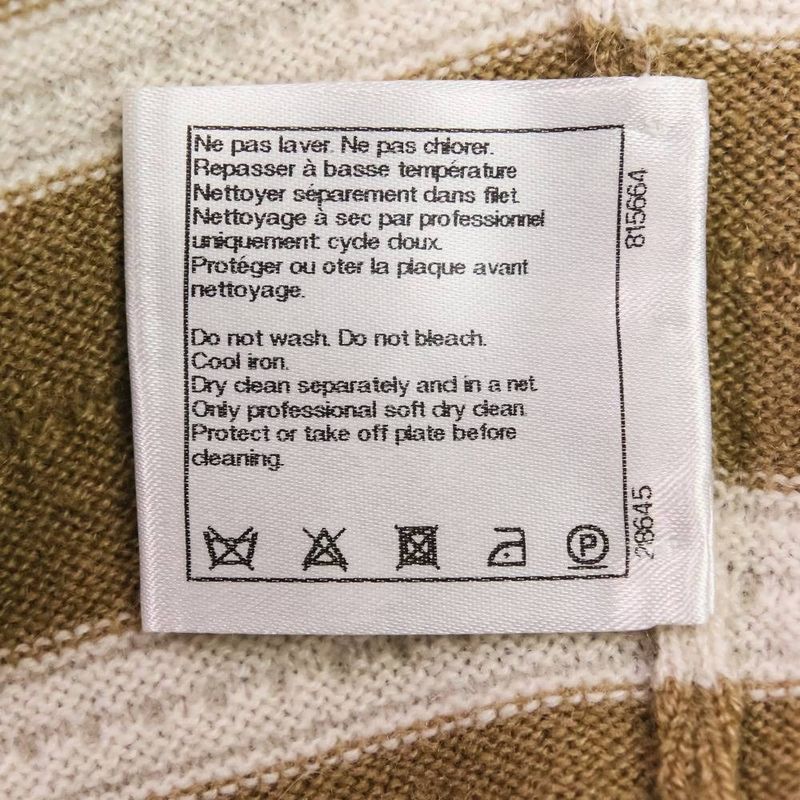 Ne pas laver. Ne pas chlorer.
Repasser à basse température
Nettoyer séparement dans filet.
Nettoyage à sec par professionnel
uniquement: cycle doux.
Protéger ou oter la plaque avant
nettoyage.
Do not wash. Do not bleach.
Cool iron.
Dry clean separately and in a net.
Only professional soft dry clean.
Protect or take off plate before
cleaning.
P
815664
28645